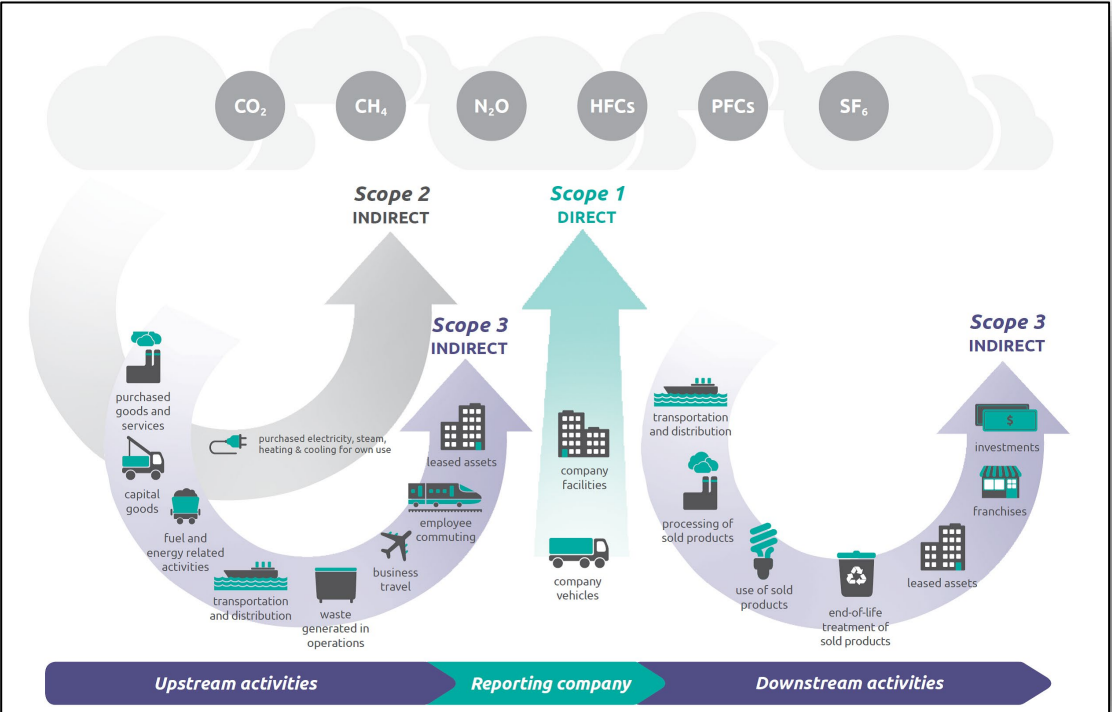 CO₂
CH₄
N₂O
HFCs
PFCs
SF₆
Scope 2
INDIRECT
Scope 1
DIRECT
Scope 3
INDIRECT
Scope 3
INDIRECT
purchased
goods and
services
capital
goods
fuel and
energy related
activities
transportation
and distribution
waste
generated in
operations
business
travel
employee
commuting
leased assets
purchased electricity, steam,
heating & cooling for own use
company
facilities
company
vehicles
transportation
and distribution
processing of
sold products
use of sold
products
end-of-life
treatment of
sold products
leased assets
franchises
$
investments
Upstream activities
Reporting company
Downstream activities